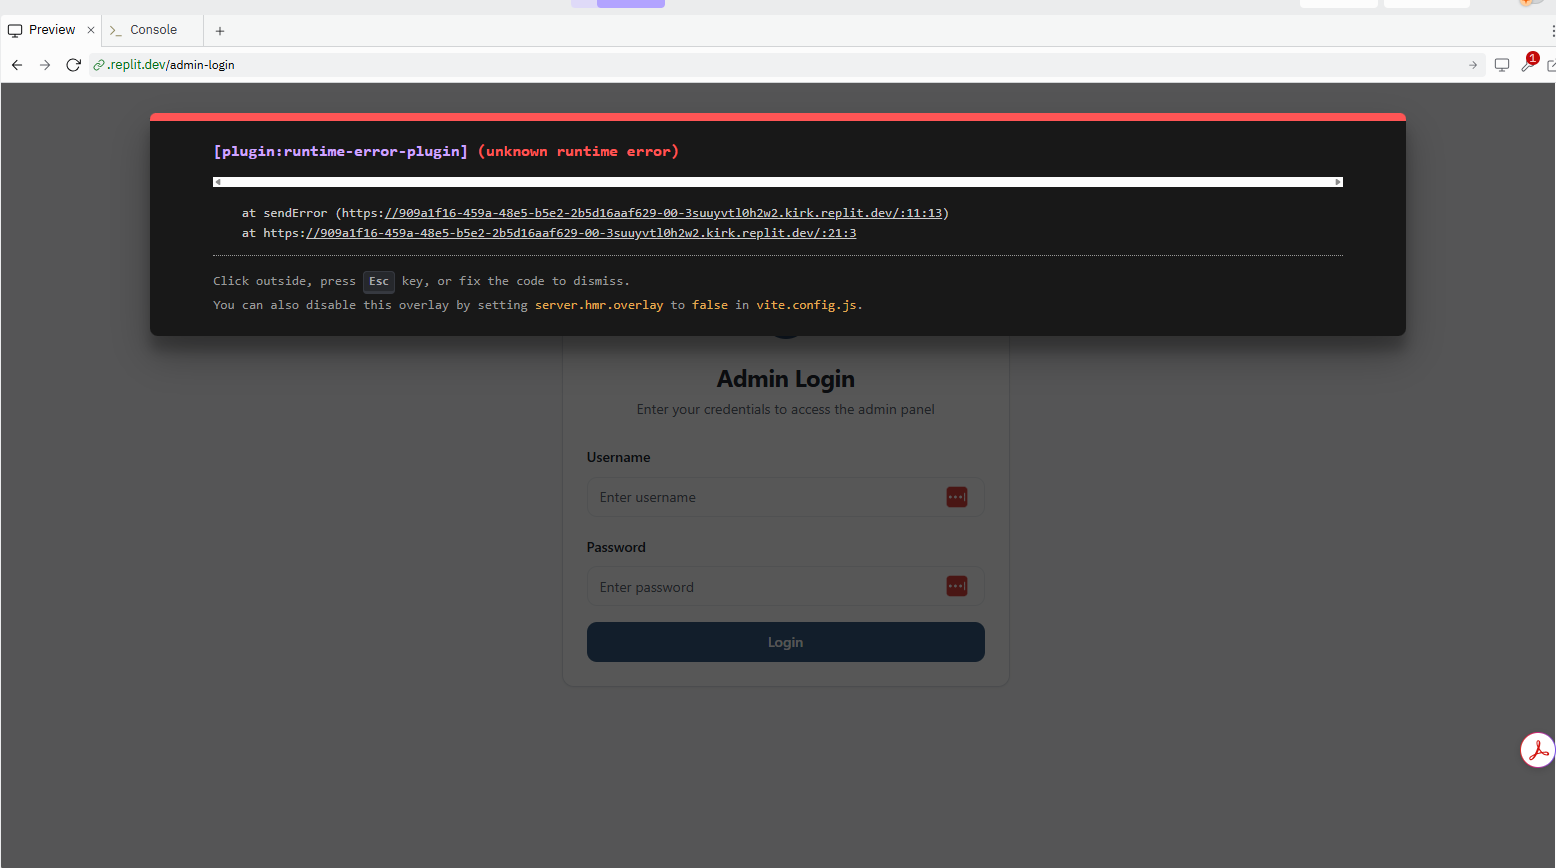 Preview
Console
.replit.dev/admin-login
1
[plugin:runtime-error-plugin] (unknown runtime error)
at sendError (https://909a1f16-459a-48e5-b5e2-2b5d16aaf629-00-3suuyvtl0h2w2.kirk.replit.dev/:11:13)
at https://909a1f16-459a-48e5-b5e2-2b5d16aaf629-00-3suuyvtl0h2w2.kirk.replit.dev/:21:3
Click outside, press Esc key, or fix the code to dismiss.
You can also disable this overlay by setting server.hmr.overlay to false in vite.config.js.
Admin Login
Enter your credentials to access the admin panel
Username
Enter username
Password
Enter password
Login